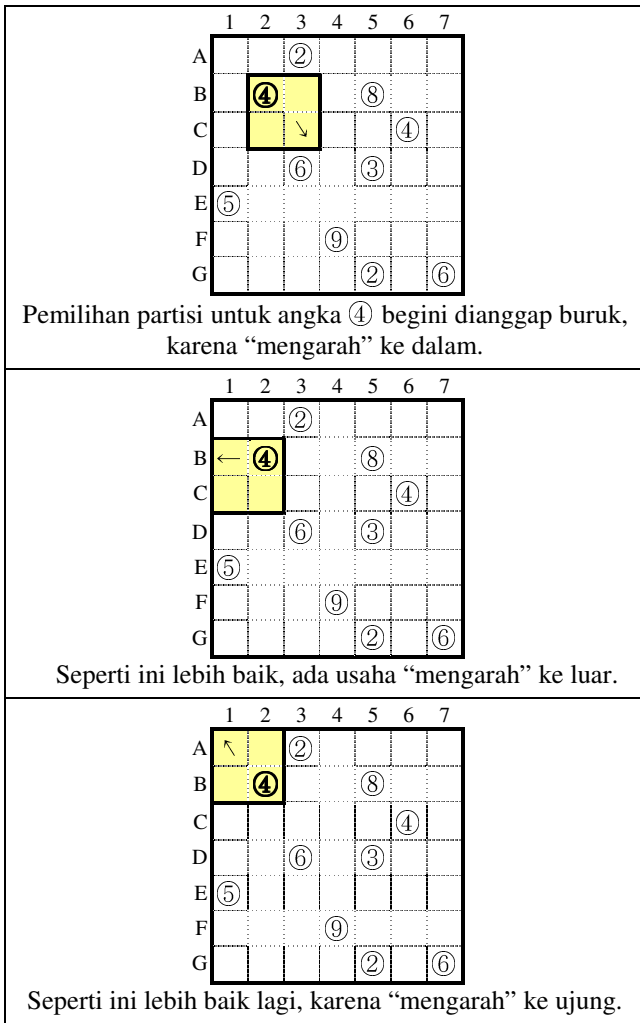 1 2 3 4 5 6 7
A ②
B ④ ⑧
C ↘ ④
D ⑥ ③
E ⑤
F ⑨
G ② ⑥
Pemilihan partisi untuk angka ④ begini dianggap buruk,
karena “mengarah” ke dalam.
1 2 3 4 5 6 7
A ②
B ← ④ ⑧
C ④
D ⑥ ③
E ⑤
F ⑨
G ② ⑥
Seperti ini lebih baik, ada usaha “mengarah” ke luar.
1 2 3 4 5 6 7
A ↖ ②
B ④ ⑧
C ④
D ⑥ ③
E ⑤
F ⑨
G ② ⑥
Seperti ini lebih baik lagi, karena “mengarah” ke ujung.